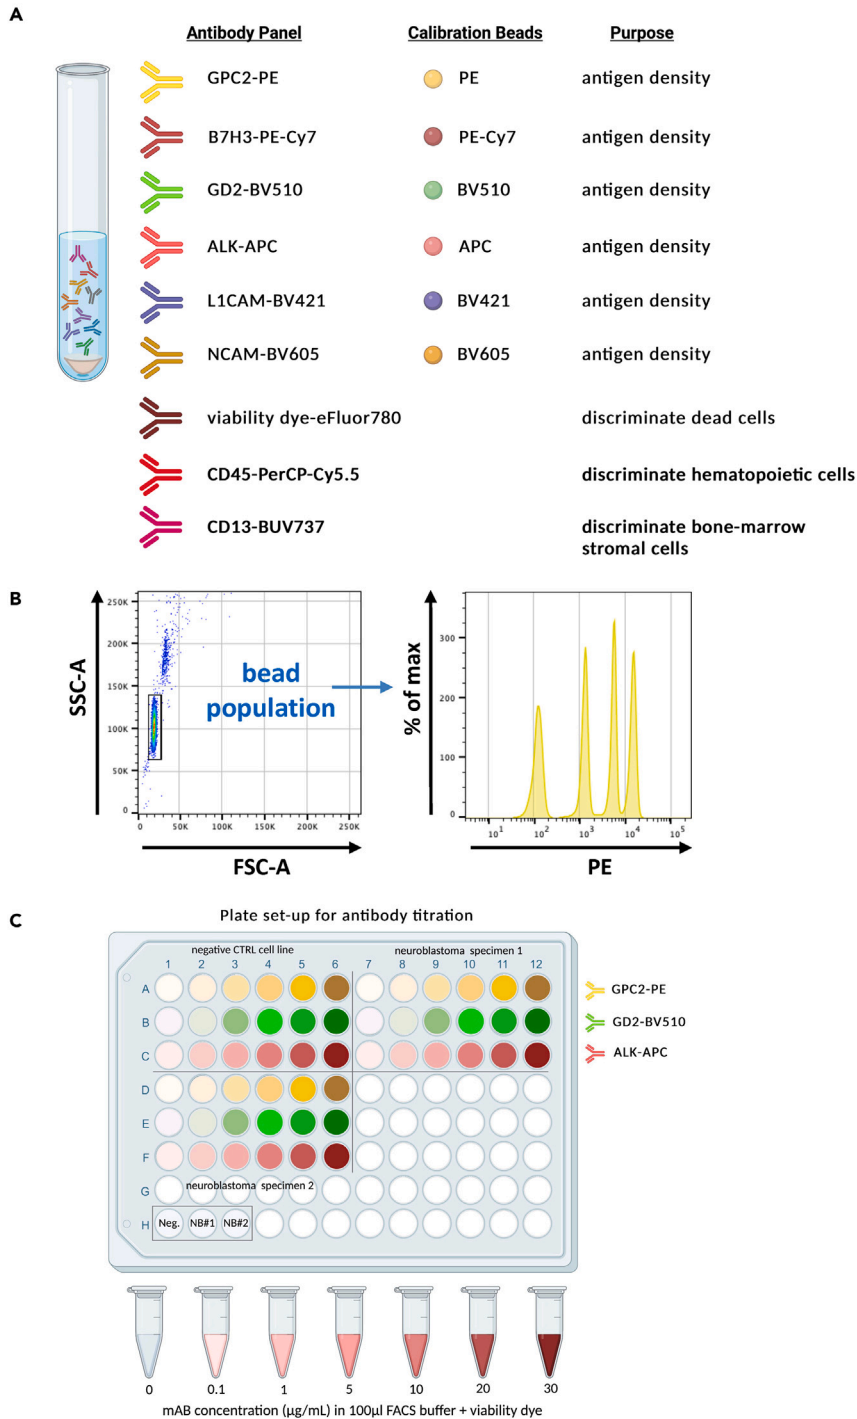 A
Antibody Panel Calibration Beads Purpose
GPC2-PE PE antigen density
B7H3-PE-Cy7 PE-Cy7 antigen density
GD2-BV510 BV510 antigen density
ALK-APC APC antigen density
L1CAM-BV421 BV421 antigen density
NCAM-BV605 BV605 antigen density
viability dye-eFluor780 discriminate dead cells
CD45-PerCP-Cy5.5 discriminate hematopoietic cells
CD13-BUV737 discriminate bone-marrow
stromal cells
B
SSC-A
250K
200K
150K
100K
50K
0
0 50K 100K 150K 200K 250K
FSC-A
bead
population
% of max
300
200
100
0
10^1 10^2 10^3 10^4 10^5
PE
C
Plate set-up for antibody titration
negative CTRL cell line neuroblastoma specimen 1
1 2 3 4 5 6 7 8 9 10 11 12
A GPC2-PE
B GD2-BV510
C ALK-APC
D
E
F
G neuroblastoma specimen 2
H Neg. NB#1 NB#2
0 0.1 1 5 10 20 30
mAB concentration (μg/mL) in 100μl FACS buffer + viability dye